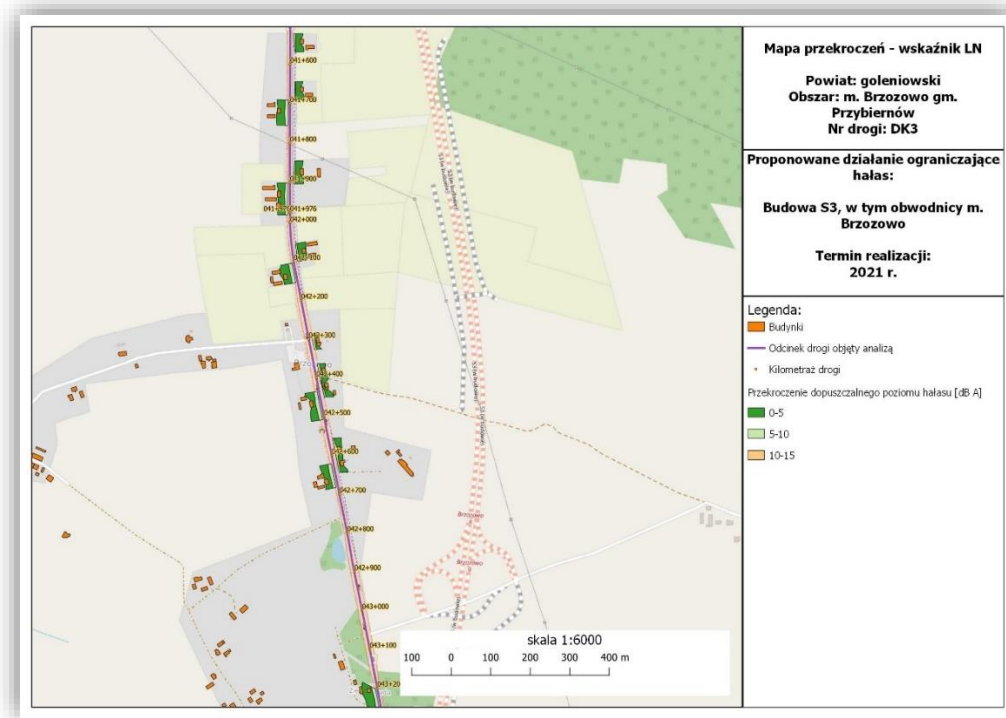 Mapa przekroczeń - wskaźnik LN
Powiat: goleniowski
Obszar: m. Brzozowo gm.
Przybiernów
Nr drogi: DK3
Proponowane działanie ograniczające
hałas:
Budowa S3, w tym obwodnicy m.
Brzozowo
Termin realizacji:
2021 r.
Legenda:
Budynki
Odcinek drogi objęty analizą
Kilometraż drogi
Przekroczenie dopuszczalnego poziomu hałasu [dB A]
0-5
5-10
10-15
041+600
041+700
041+800
041+976
042+000
042+200
042+300
042+500
042+600
042+700
042+800
042+900
043+000
043+100
043+20
Brzozowo
Brzozowo
skala 1:6000
100 0 100 200 300 400 m